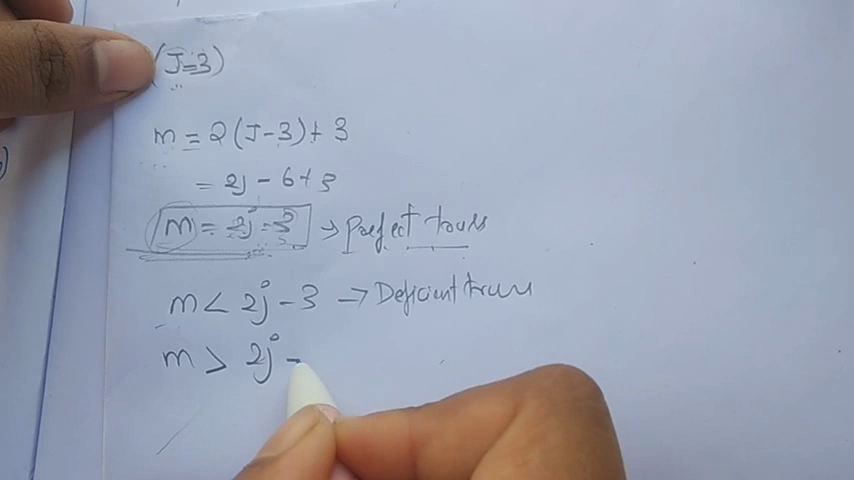 (J-3)
m = 2(J-3)+3
= 2j - 6+3
m = 2j-3 → Perfect truss
m < 2j - 3 → Deficient truss
m > 2j -